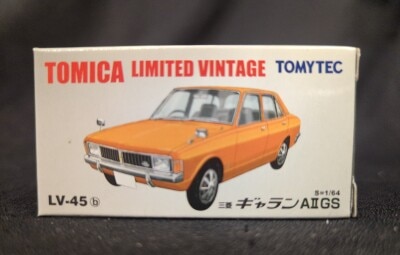 TOMICA LIMITED VINTAGE TOMYTEC
S=1/64
LV-45 b 三菱 ギャランAIIGS